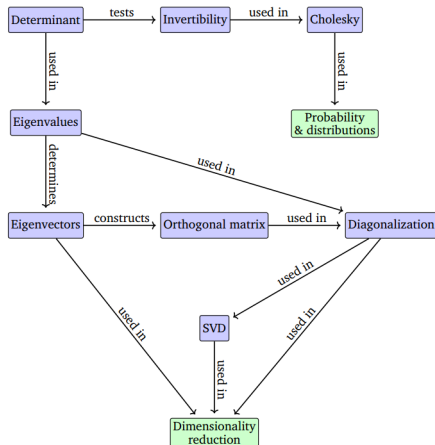 Determinant
tests
Invertibility
used in
Cholesky
used in
used in
Probability
& distributions
Eigenvalues
determines
used in
Eigenvectors
constructs
Orthogonal matrix
used in
Diagonalization
used in
used in
used in
SVD
used in
Dimensionality
reduction